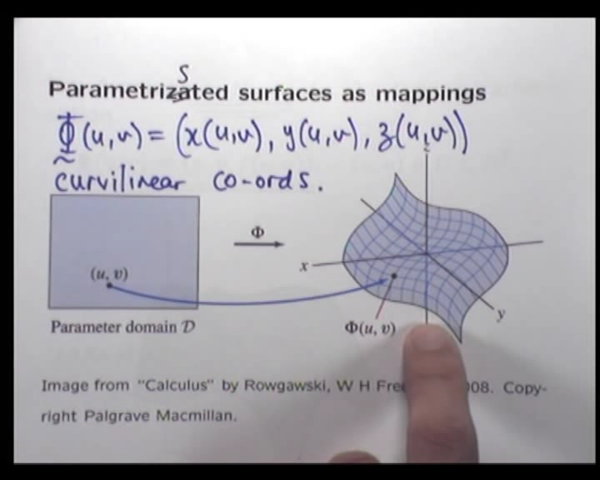 S
Parametrizated surfaces as mappings
Φ(u,v) = (x(u,v), y(u,v), z(u,v))
curvilinear co-ords.
Φ
z
(u, v)
x
y
Parameter domain D
Φ(u, v)
Image from "Calculus" by Rowgawski, W H 08. Copy-
right Palgrave Macmillan.